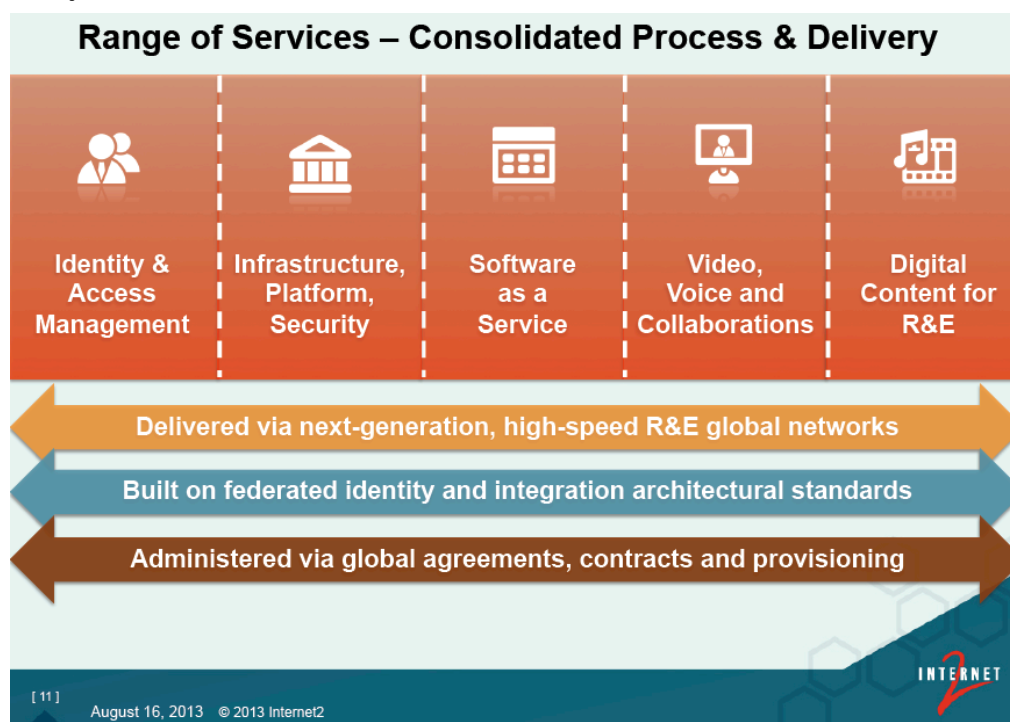 Range of Services – Consolidated Process & Delivery
Identity &
Access
Management
Infrastructure,
Platform,
Security
Software
as a
Service
Video,
Voice and
Collaborations
Digital
Content for
R&E
Delivered via next-generation, high-speed R&E global networks
Built on federated identity and integration architectural standards
Administered via global agreements, contracts and provisioning
INTERNET
2
[ 11 ]
August 16, 2013 © 2013 Internet2